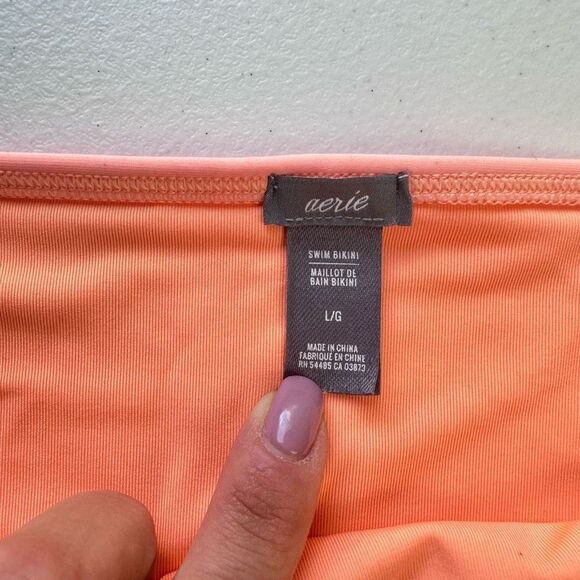 aerie
SWIM BIKINI
MAILLOT DE
BAIN BIKINI
L/G
MADE IN CHINA
FABRIQUÉ EN CHINE
RN 54485 CA 03873